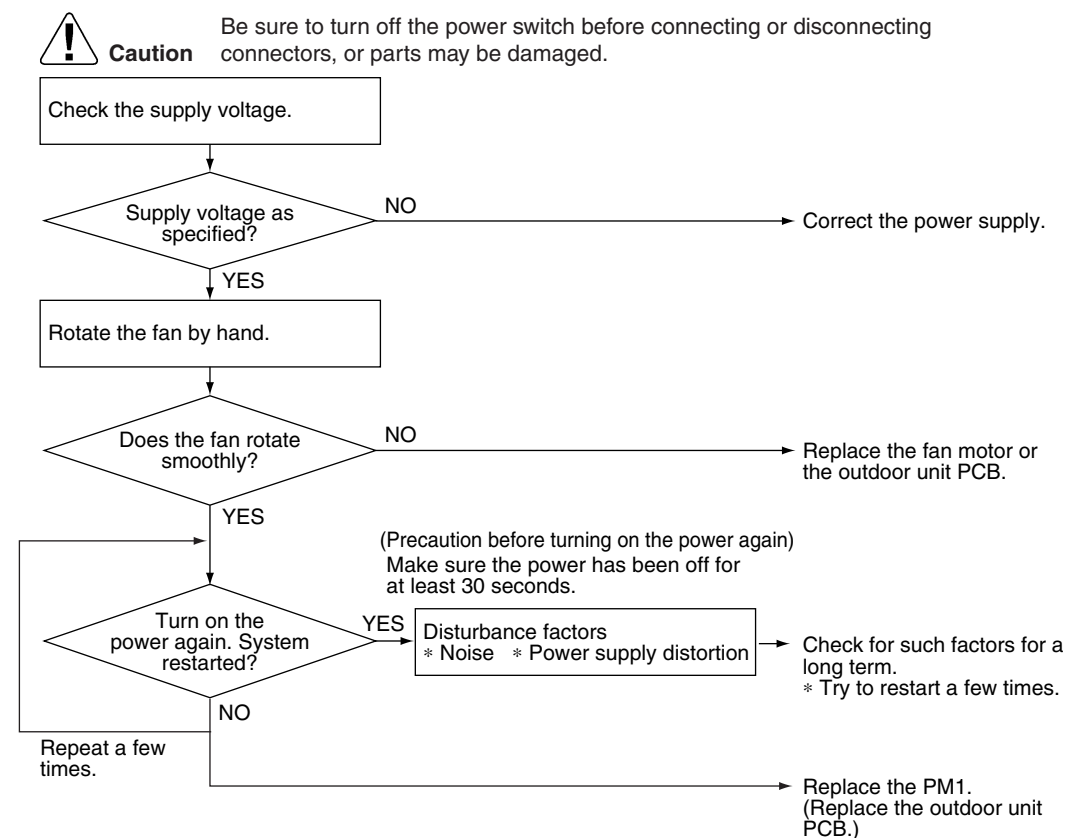 Be sure to turn off the power switch before connecting or disconnecting
Caution connectors, or parts may be damaged.
Check the supply voltage.
Supply voltage as
specified?
NO
Correct the power supply.
YES
Rotate the fan by hand.
Does the fan rotate
smoothly?
NO
Replace the fan motor or
the outdoor unit PCB.
YES
(Precaution before turning on the power again)
Make sure the power has been off for
at least 30 seconds.
Turn on the
power again. System
restarted?
YES
Disturbance factors
* Noise * Power supply distortion
Check for such factors for a
long term.
* Try to restart a few times.
NO
Repeat a few
times.
Replace the PM1.
(Replace the outdoor unit
PCB.)